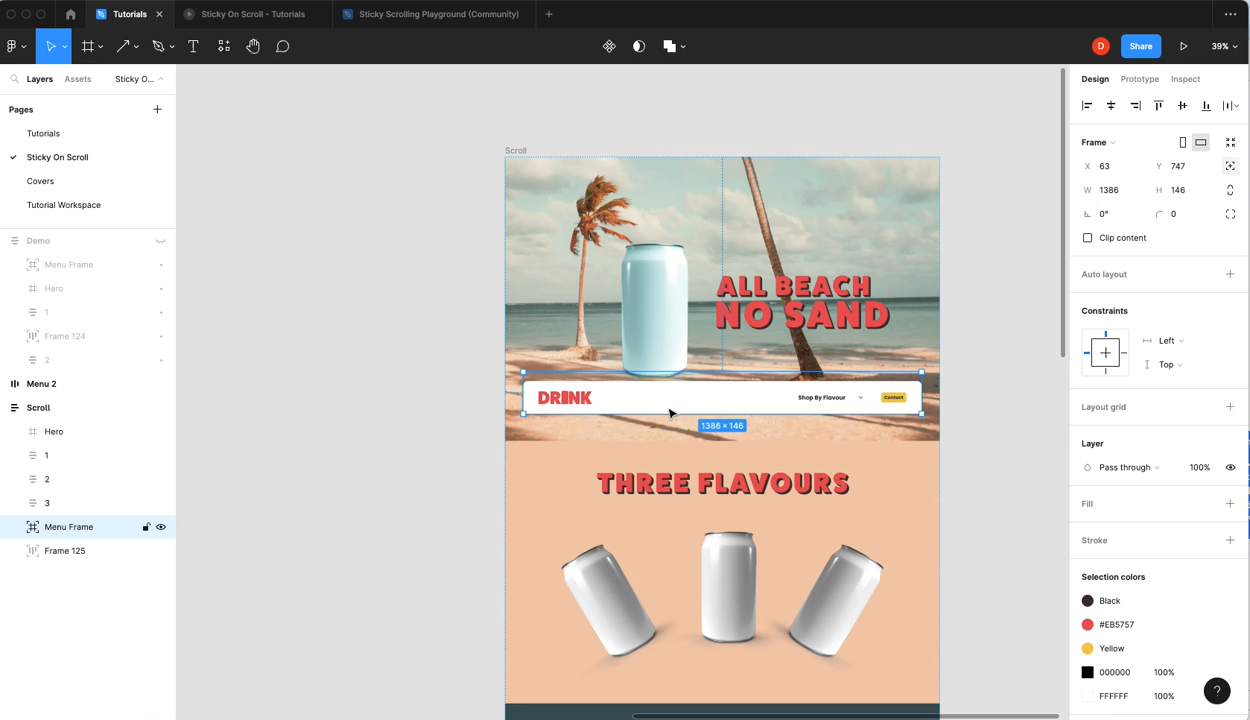 Tutorials
Sticky On Scroll - Tutorials
Sticky Scrolling Playground (Community)
D
Share
39%
Layers
Assets
Sticky O...
Pages
Tutorials
Sticky On Scroll
Covers
Tutorial Workspace
Demo
Menu Frame
Hero
1
Frame 124
2
Menu 2
Scroll
Hero
1
2
3
Menu Frame
Frame 125
Scroll
ALL BEACH
NO SAND
DRINK
Shop By Flavour
Contact
1386 × 146
THREE FLAVOURS
Design
Prototype
Inspect
Frame
X 63
Y 747
W 1386
H 146
0°
0
Clip content
Auto layout
Constraints
Left
Top
Layout grid
Layer
Pass through
100%
Fill
Stroke
Selection colors
Black
#EB5757
Yellow
000000 100%
FFFFFF 100%
?